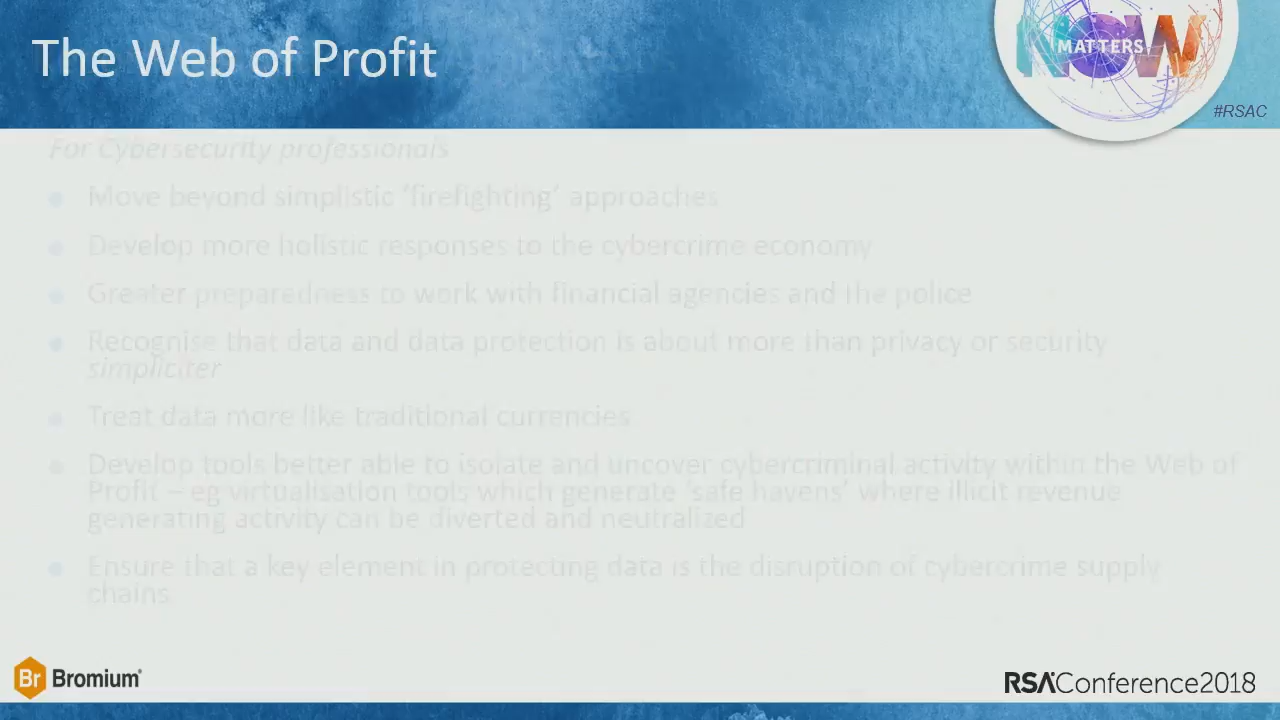 The Web of Profit
NOW
MATTERS
#RSAC
For Cybersecurity professionals
Move beyond simplistic ‘firefighting’ approaches
Develop more holistic responses to the cybercrime economy
Greater preparedness to work with financial agencies and the police
Recognise that data and data protection is about more than privacy or security
simpliciter
Treat data more like traditional currencies
Develop tools better able to isolate and uncover cybercriminal activity within the Web of
Profit – eg virtualisation tools which generate ‘safe havens’ where illicit revenue
generating activity can be diverted and neutralized
Ensure that a key element in protecting data is the disruption of cybercrime supply
chains
Br Bromium
RSAConference2018